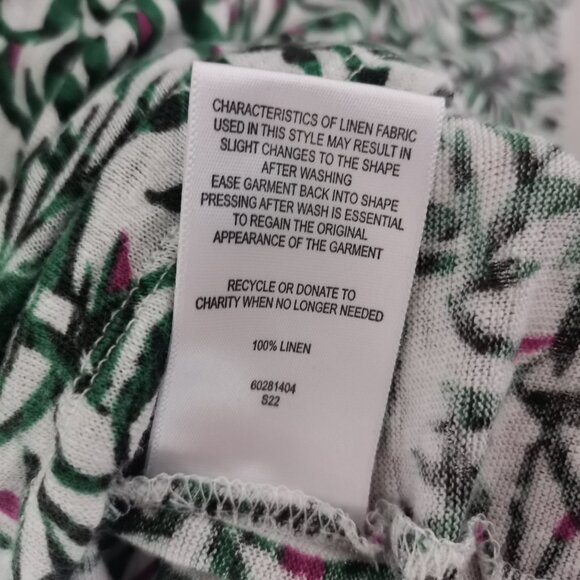 CHARACTERISTICS OF LINEN FABRIC
USED IN THIS STYLE MAY RESULT IN
SLIGHT CHANGES TO THE SHAPE
AFTER WASHING
EASE GARMENT BACK INTO SHAPE
PRESSING AFTER WASH IS ESSENTIAL
TO REGAIN THE ORIGINAL
APPEARANCE OF THE GARMENT
RECYCLE OR DONATE TO
CHARITY WHEN NO LONGER NEEDED
100% LINEN
60281404
S22